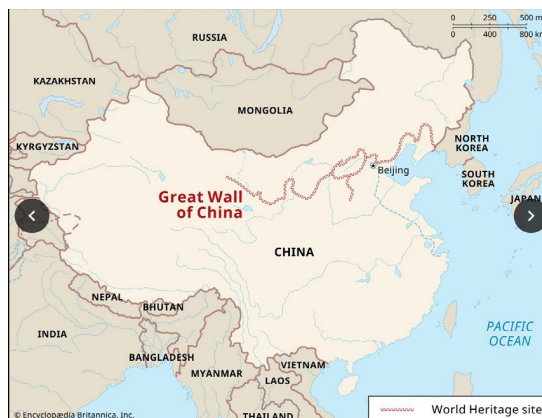 0 250 500 mi
0 400 800 km
RUSSIA
KAZAKHSTAN
MONGOLIA
KYRGYZSTAN
NORTH
KOREA
Beijing
SOUTH
KOREA
JAPAN
Great Wall
of China
CHINA
NEPAL
BHUTAN
INDIA
PACIFIC
OCEAN
BANGLADESH
MYANMAR
VIETNAM
LAOS
THAILAND
World Heritage site
© Encyclopædia Britannica, Inc.